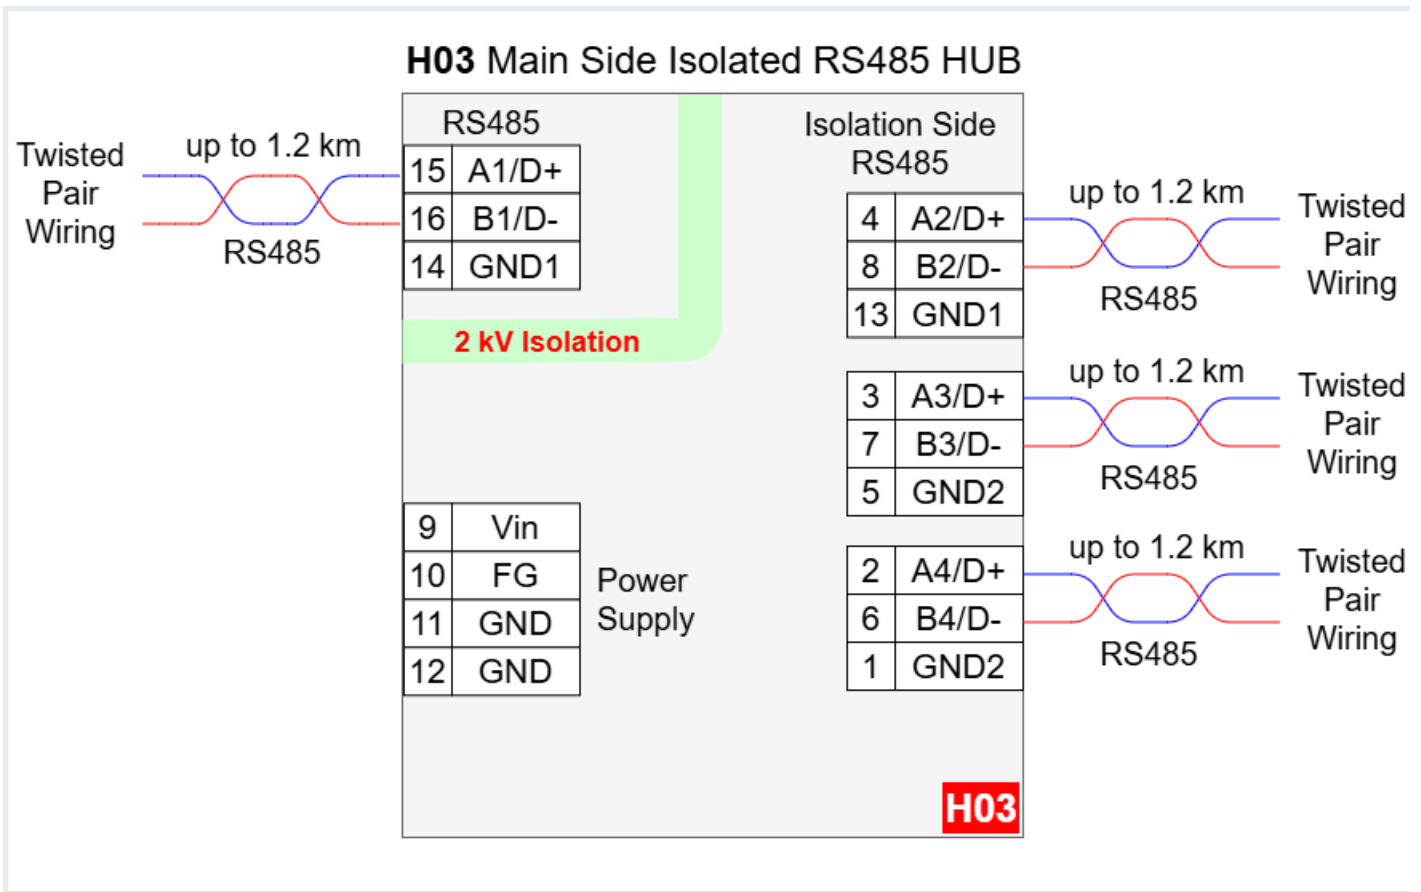 H03 Main Side Isolated RS485 HUB
RS485
15 A1/D+
16 B1/D-
14 GND1
Twisted
Pair
Wiring
up to 1.2 km
RS485
2 kV Isolation
9 Vin
10 FG
11 GND
12 GND
Power
Supply
Isolation Side
RS485
4 A2/D+
8 B2/D-
13 GND1
up to 1.2 km
RS485
Twisted
Pair
Wiring
3 A3/D+
7 B3/D-
5 GND2
up to 1.2 km
RS485
Twisted
Pair
Wiring
2 A4/D+
6 B4/D-
1 GND2
up to 1.2 km
RS485
Twisted
Pair
Wiring
H03